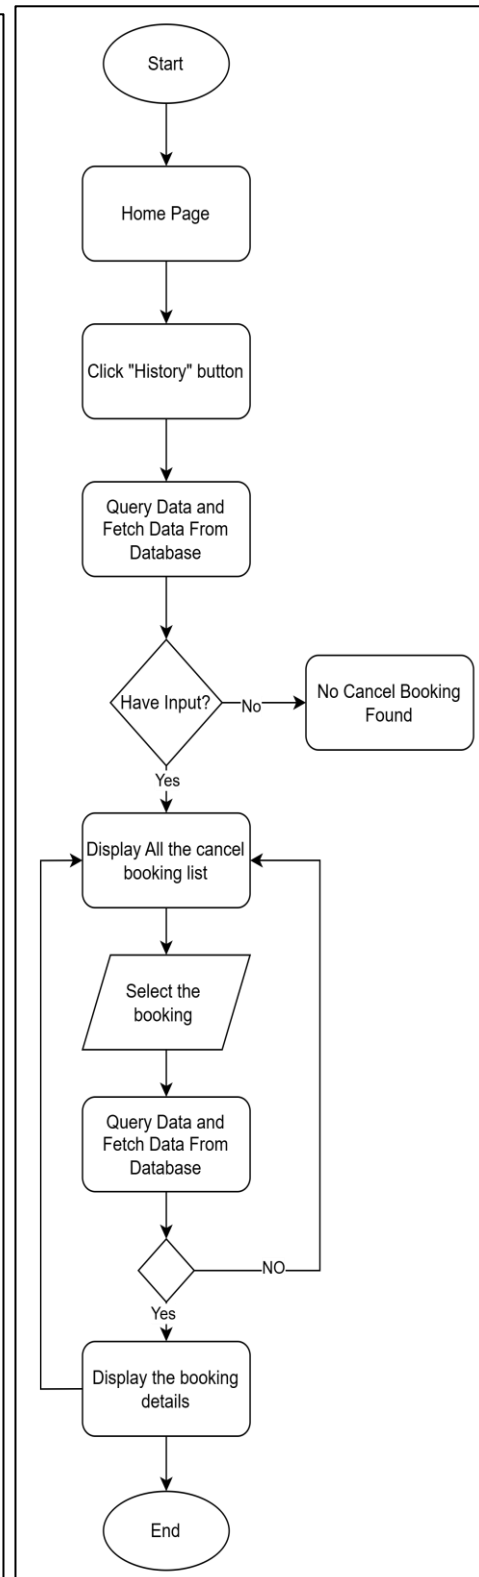 Start
Home Page
Click "History" button
Query Data and
Fetch Data From
Database
Have Input?
No
No Cancel Booking
Found
Yes
Display All the cancel
booking list
Select the
booking
Query Data and
Fetch Data From
Database
NO
Yes
Display the booking
details
End